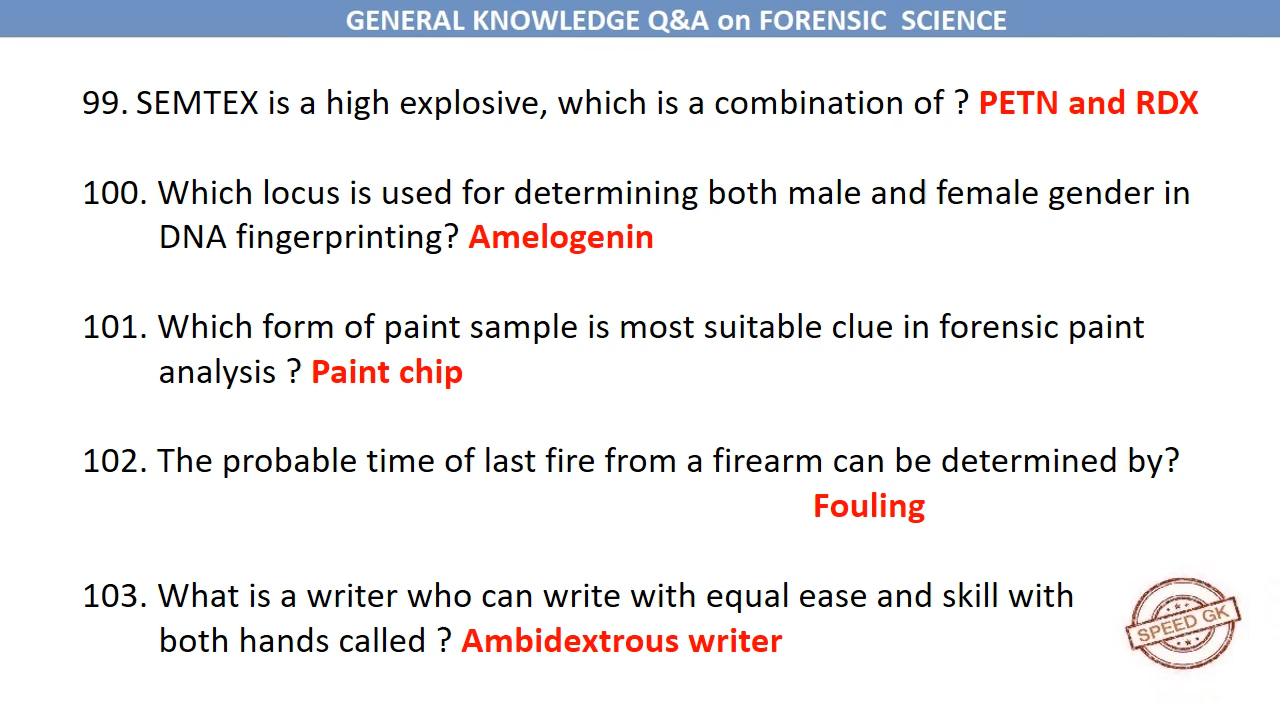 GENERAL KNOWLEDGE Q&A on FORENSIC SCIENCE
99. SEMTEX is a high explosive, which is a combination of ? PETN and RDX
100. Which locus is used for determining both male and female gender in
DNA fingerprinting? Amelogenin
101. Which form of paint sample is most suitable clue in forensic paint
analysis ? Paint chip
102. The probable time of last fire from a firearm can be determined by?
Fouling
103. What is a writer who can write with equal ease and skill with
both hands called ? Ambidextrous writer
SPEED GK